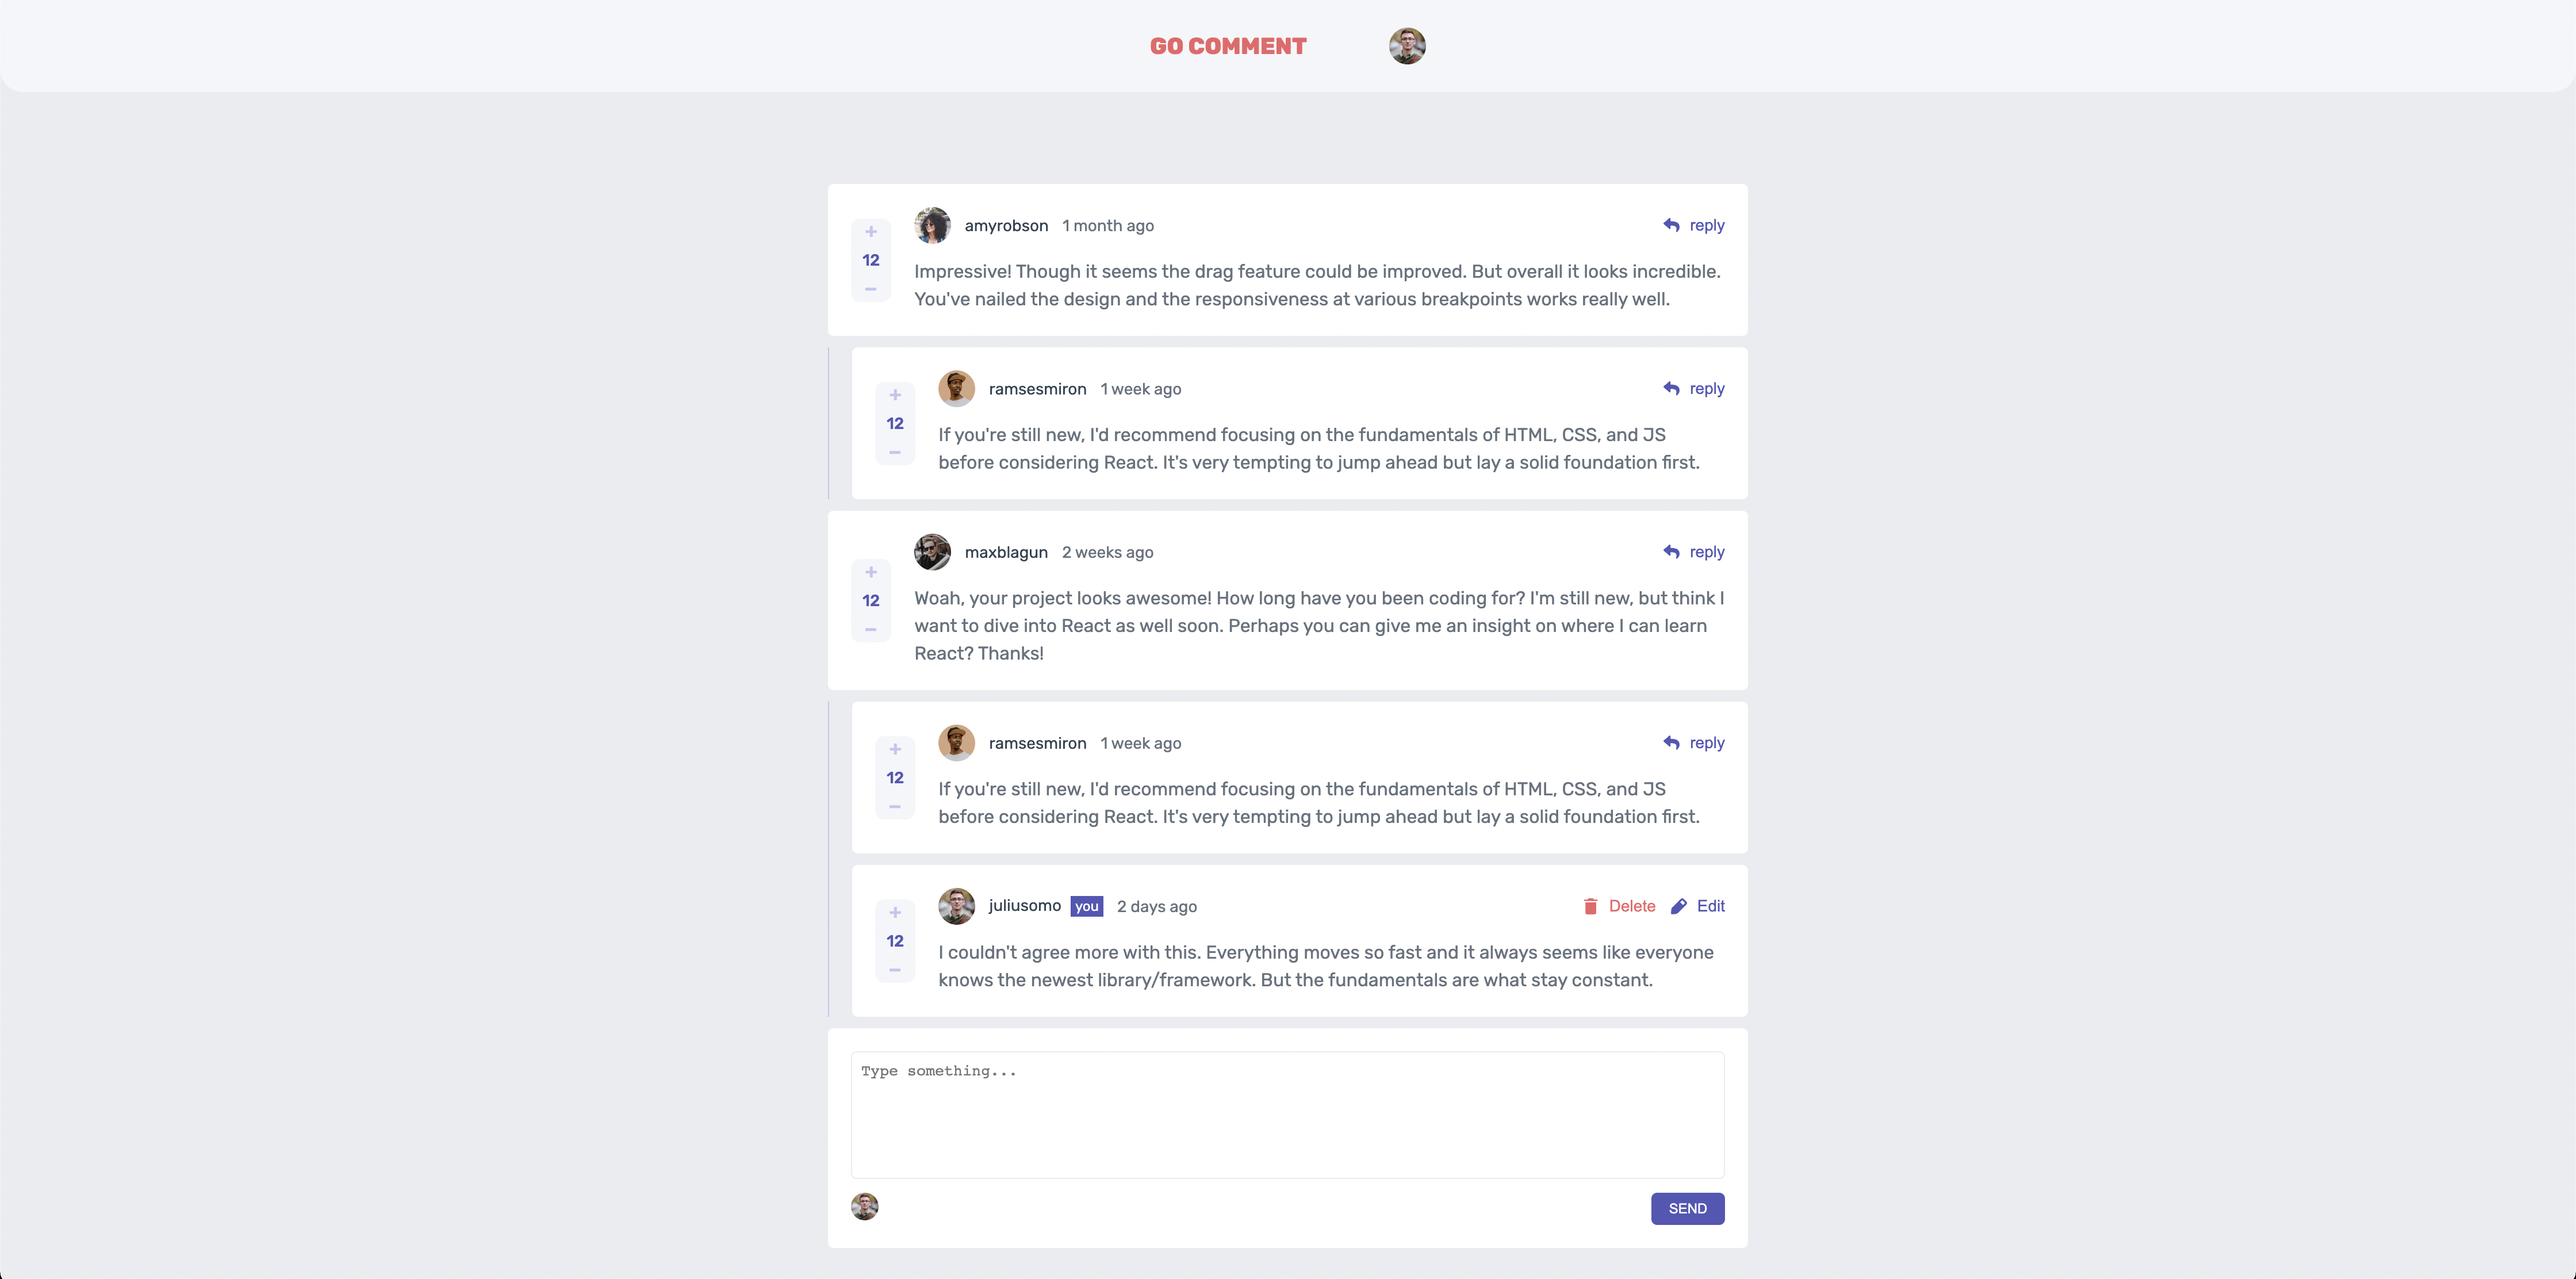 GO COMMENT
amyrobson 1 month ago reply
+
12
−
Impressive! Though it seems the drag feature could be improved. But overall it looks incredible.
You've nailed the design and the responsiveness at various breakpoints works really well.
ramsesmiron 1 week ago reply
+
12
−
If you're still new, I'd recommend focusing on the fundamentals of HTML, CSS, and JS
before considering React. It's very tempting to jump ahead but lay a solid foundation first.
maxblagun 2 weeks ago reply
+
12
−
Woah, your project looks awesome! How long have you been coding for? I'm still new, but think I
want to dive into React as well soon. Perhaps you can give me an insight on where I can learn
React? Thanks!
ramsesmiron 1 week ago reply
+
12
−
If you're still new, I'd recommend focusing on the fundamentals of HTML, CSS, and JS
before considering React. It's very tempting to jump ahead but lay a solid foundation first.
juliusomo you 2 days ago Delete Edit
+
12
−
I couldn't agree more with this. Everything moves so fast and it always seems like everyone
knows the newest library/framework. But the fundamentals are what stay constant.
Type something...
SEND